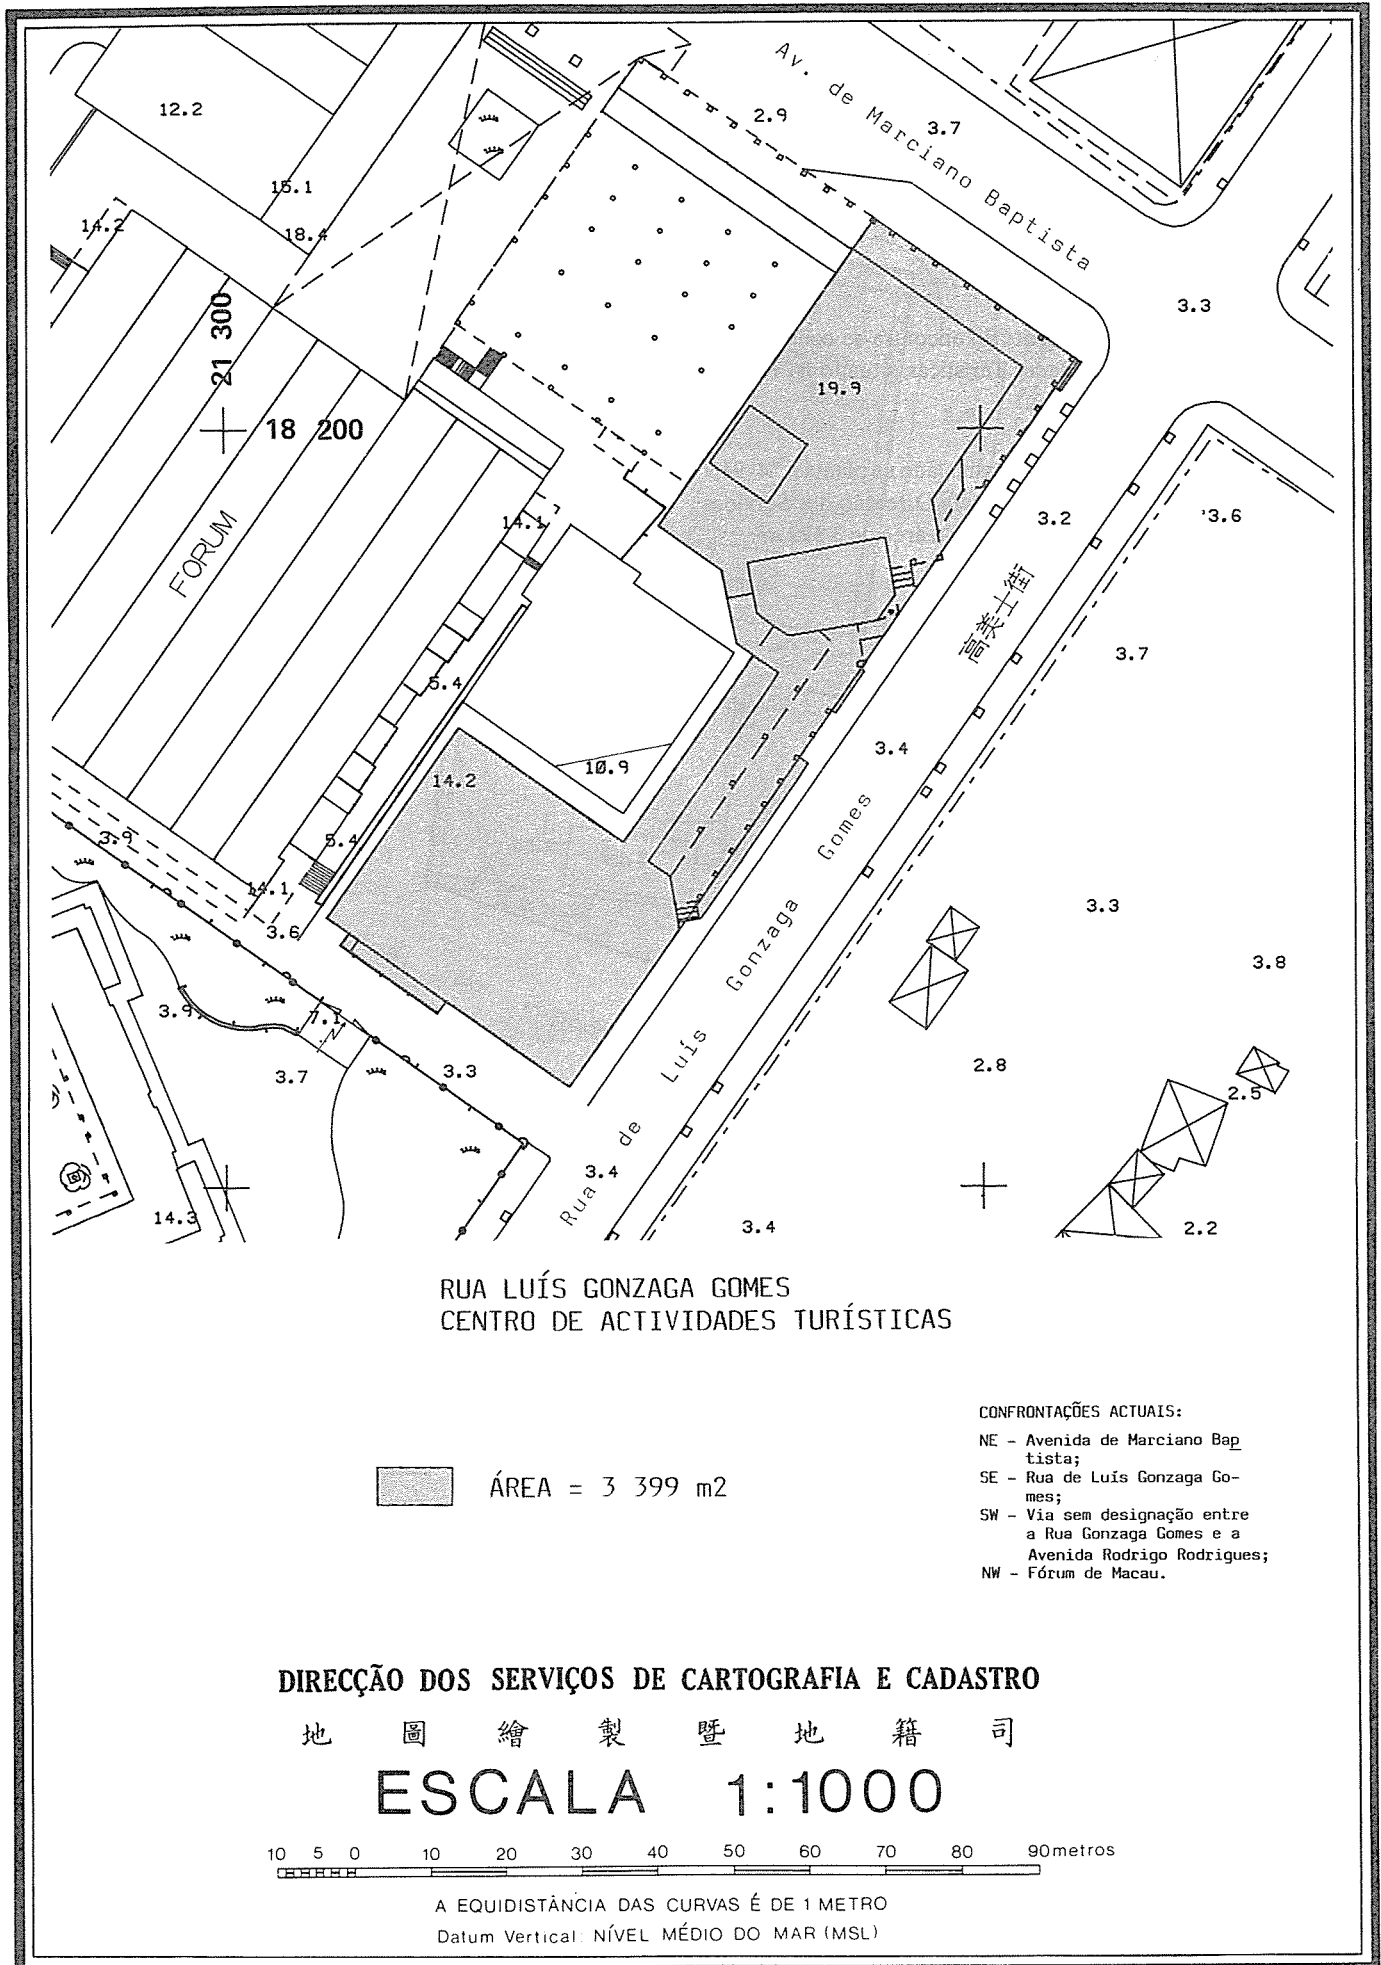 Av. de Marciano Baptista
12.2
2.9
3.7
15.1
14.2
18.4
3.3
21 300
19.9
18 200
14.1
3.2
3.6
FORUM
高美士街
3.7
5.4
3.4
10.9
14.2
Rua de Luís Gonzaga Gomes
3.9
5.4
14.1
3.3
3.6
3.8
3.9
7.1
3.7
3.3
2.8
2.5
3.4
14.3
3.4
2.2
RUA LUÍS GONZAGA GOMES
CENTRO DE ACTIVIDADES TURÍSTICAS
ÁREA = 3 399 m2
CONFRONTAÇÕES ACTUAIS:
NE - Avenida de Marciano Bap
tista;
SE - Rua de Luís Gonzaga Go-
mes;
SW - Via sem designação entre
a Rua Gonzaga Gomes e a
Avenida Rodrigo Rodrigues;
NW - Fórum de Macau.
DIRECÇÃO DOS SERVIÇOS DE CARTOGRAFIA E CADASTRO
地圖繪製暨地籍司
ESCALA 1:1000
10 5 0 10 20 30 40 50 60 70 80 90 metros
A EQUIDISTÂNCIA DAS CURVAS É DE 1 METRO
Datum Vertical: NÍVEL MÉDIO DO MAR (MSL)